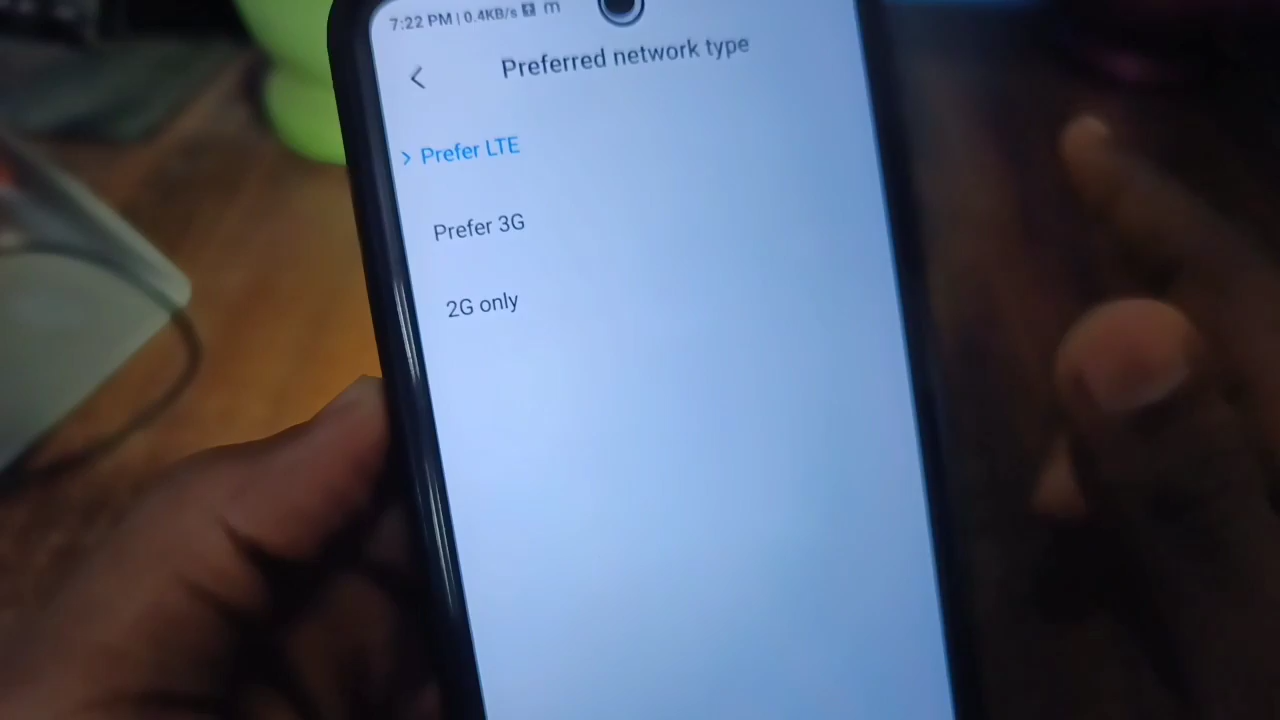 7:22 PM | 0.4KB/s m
Preferred network type
Prefer LTE
Prefer 3G
2G only